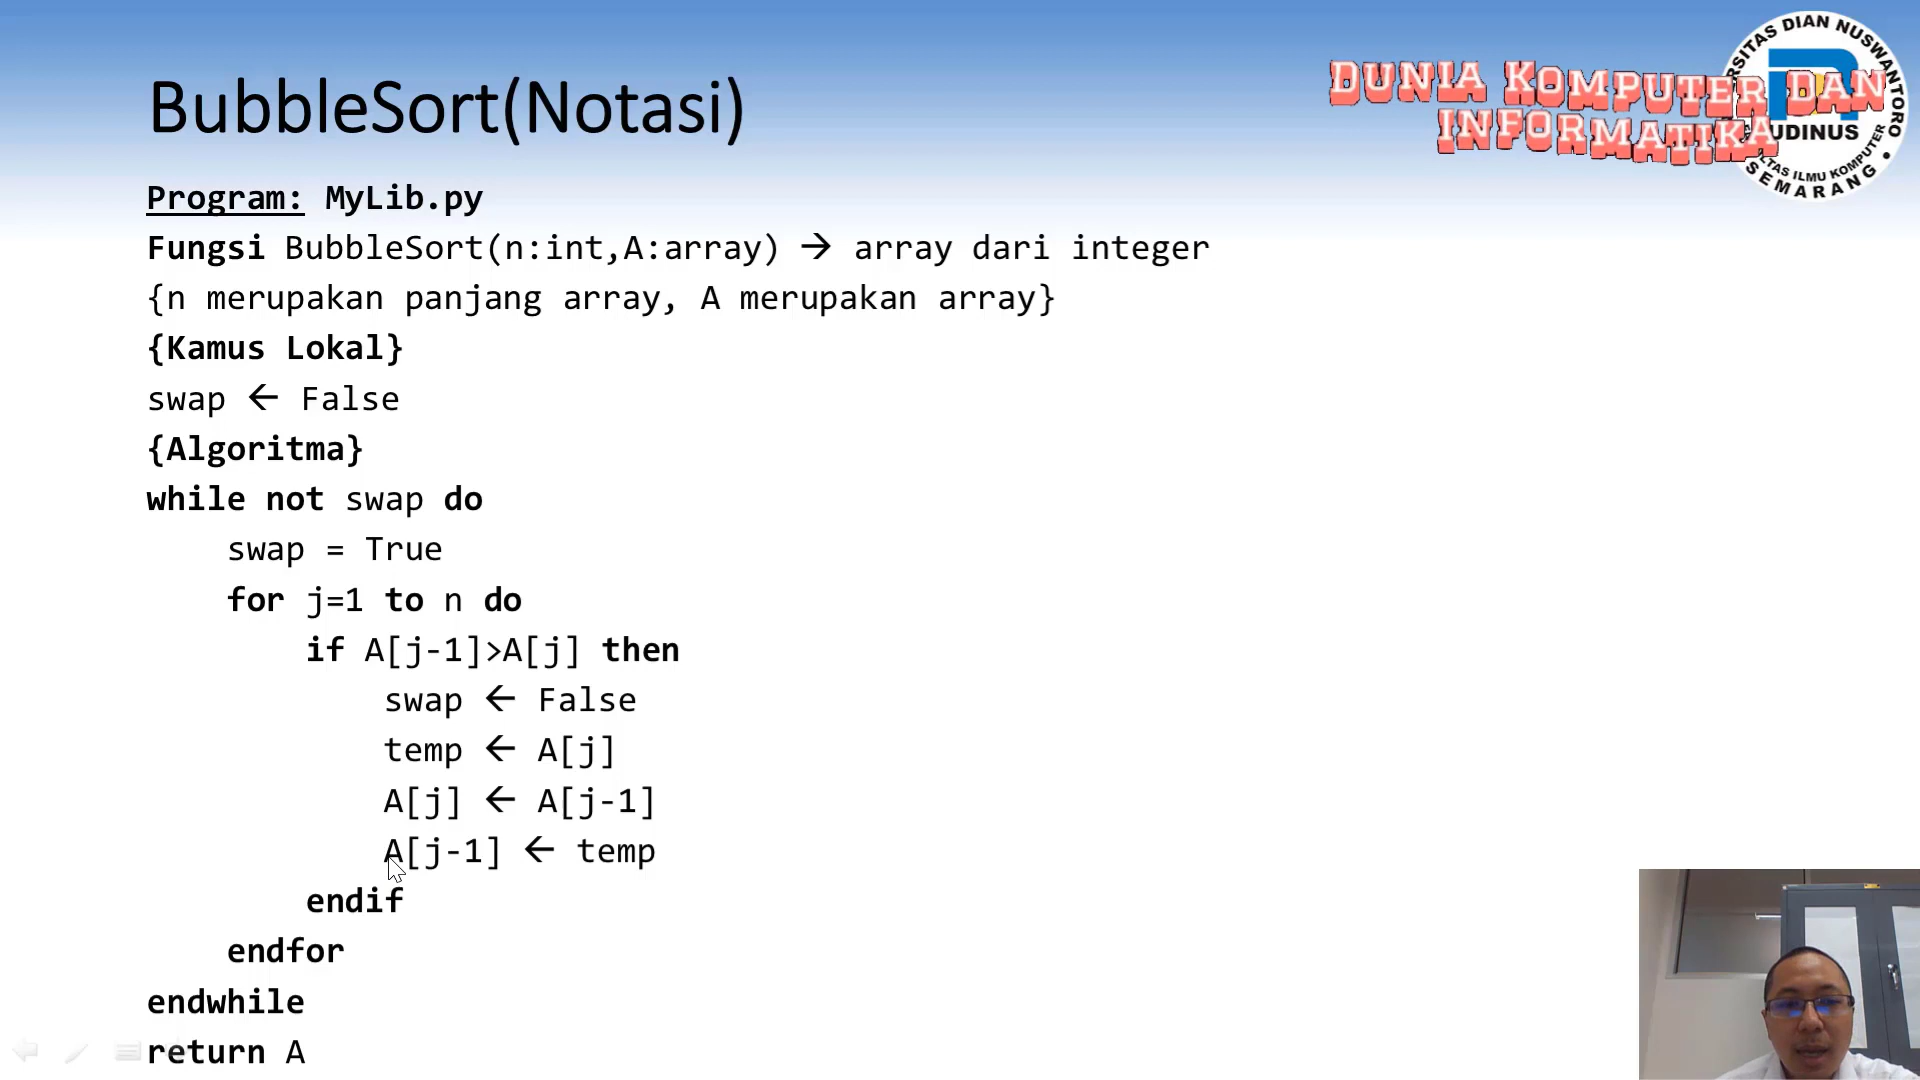 BubbleSort(Notasi)
DUNIA KOMPUTER DAN
INFORMATIKA
UDINUS
SEMARANG
Program: MyLib.py
Fungsi BubbleSort(n:int,A:array) → array dari integer
{n merupakan panjang array, A merupakan array}
{Kamus Lokal}
swap ← False
{Algoritma}
while not swap do
swap = True
for j=1 to n do
if A[j-1]>A[j] then
swap ← False
temp ← A[j]
A[j] ← A[j-1]
A[j-1] ← temp
endif
endfor
endwhile
return A